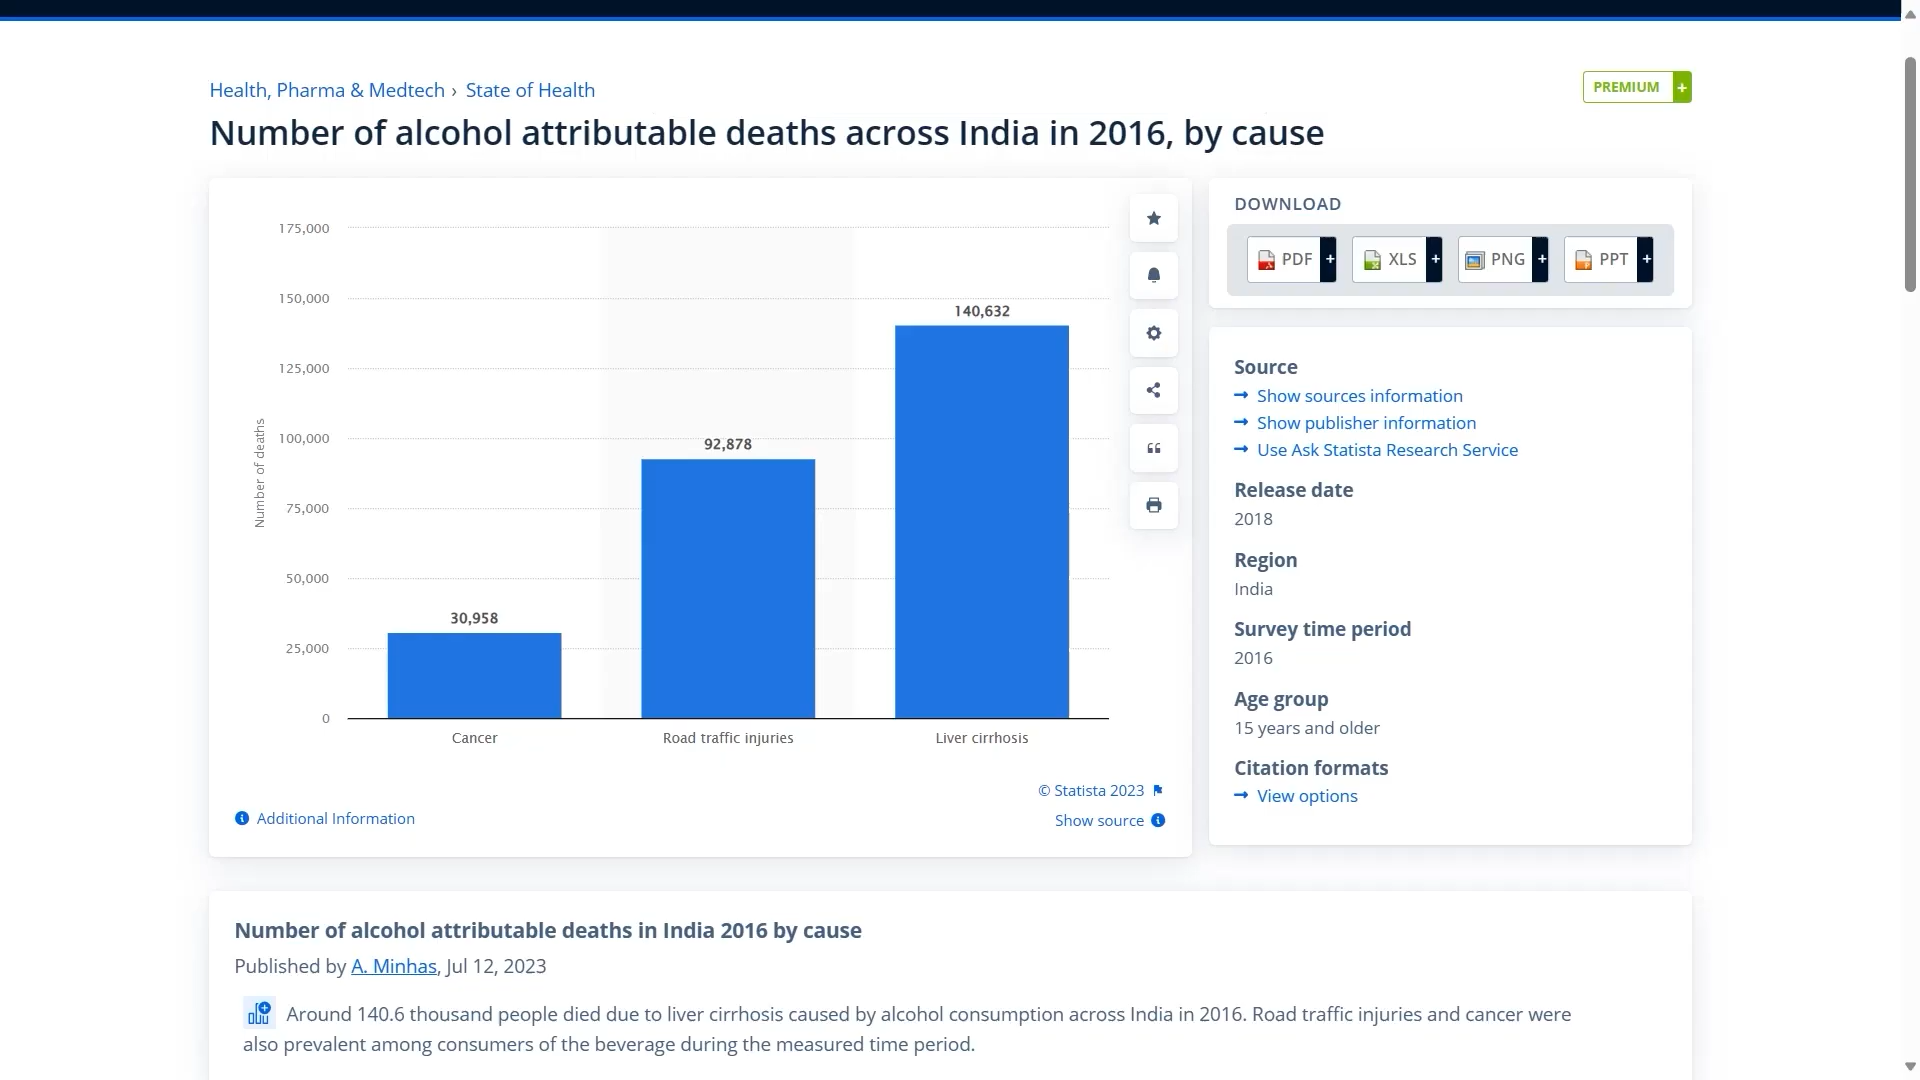 Health, Pharma & Medtech › State of Health
PREMIUM +
Number of alcohol attributable deaths across India in 2016, by cause
175,000
150,000
125,000
100,000
75,000
50,000
25,000
0
Number of deaths
30,958
92,878
140,632
Cancer
Road traffic injuries
Liver cirrhosis
© Statista 2023
Additional Information
Show source
DOWNLOAD
PDF + XLS + PNG + PPT +
Source
Show sources information
Show publisher information
Use Ask Statista Research Service
Release date
2018
Region
India
Survey time period
2016
Age group
15 years and older
Citation formats
View options
Number of alcohol attributable deaths in India 2016 by cause
Published by A. Minhas, Jul 12, 2023
Around 140.6 thousand people died due to liver cirrhosis caused by alcohol consumption across India in 2016. Road traffic injuries and cancer were
also prevalent among consumers of the beverage during the measured time period.